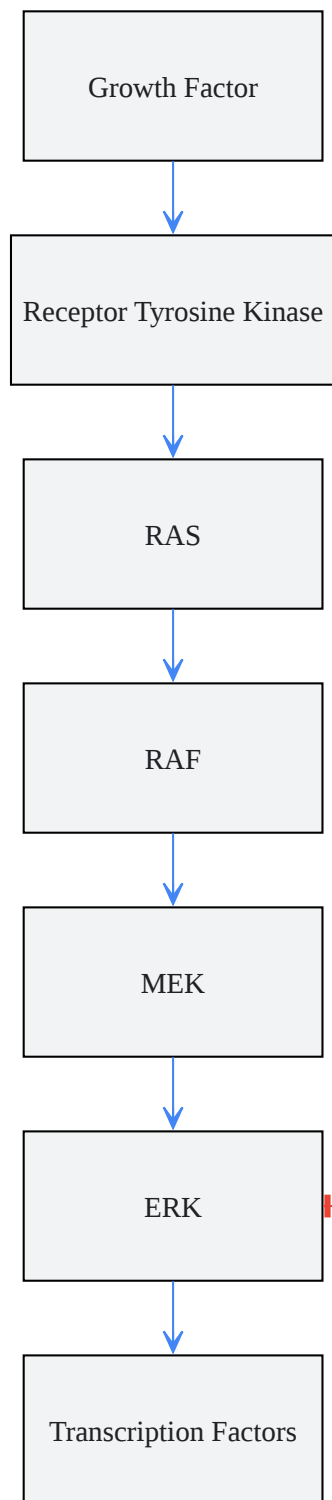 Growth Factor
Receptor Tyrosine Kinase
RAS
RAF
MEK
ERK
Transcription Factors